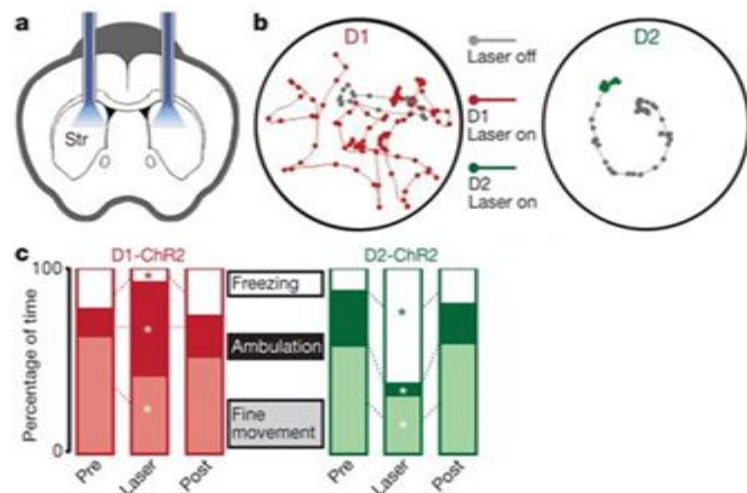 a
Str
b
D1
Laser off
D1
Laser on
D2
Laser on
D2
c
D1-ChR2
D2-ChR2
Percentage of time
100
0
Freezing
Ambulation
Fine
movement
Pre
Laser
Post
Pre
Laser
Post